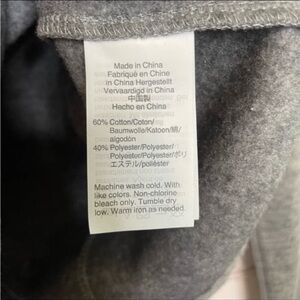 Made in China
Fabriqué en Chine
in China Hergestellt
Vervaardigd in China
中国製
Hecho en China
60% Cotton/Coton/
Baumwolle/Katoen/綿/
algodón
40% Polyester/Polyester/
Polyester/Polyester/ポリ
エステル/poliéster
Machine wash cold. With
like colors. Non-chlorine
bleach only. Tumble dry
low. Warm iron as needed.